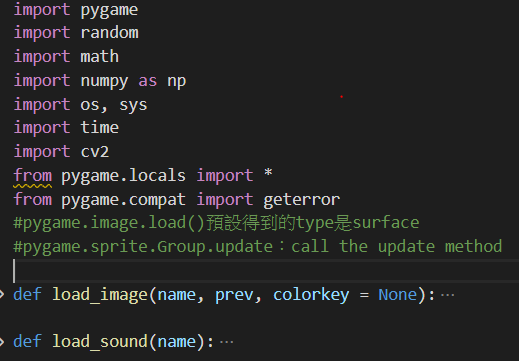 import pygame
import random
import math
import numpy as np
import os, sys
import time
import cv2
from pygame.locals import *
from pygame.compat import geterror
#pygame.image.load()預設得到的type是surface
#pygame.sprite.Group.update：call the update method
def load_image(name, prev, colorkey = None):…
def load_sound(name):…